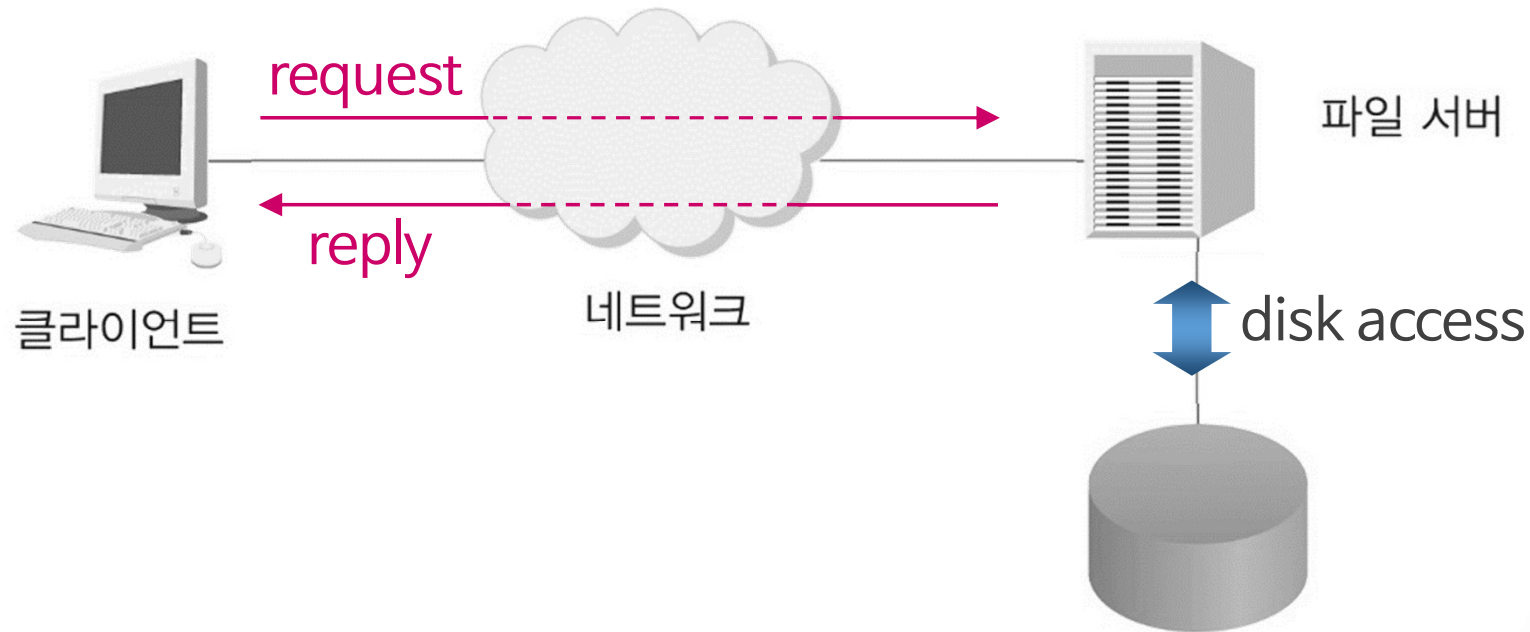 request
파일 서버
reply
클라이언트
네트워크
disk access